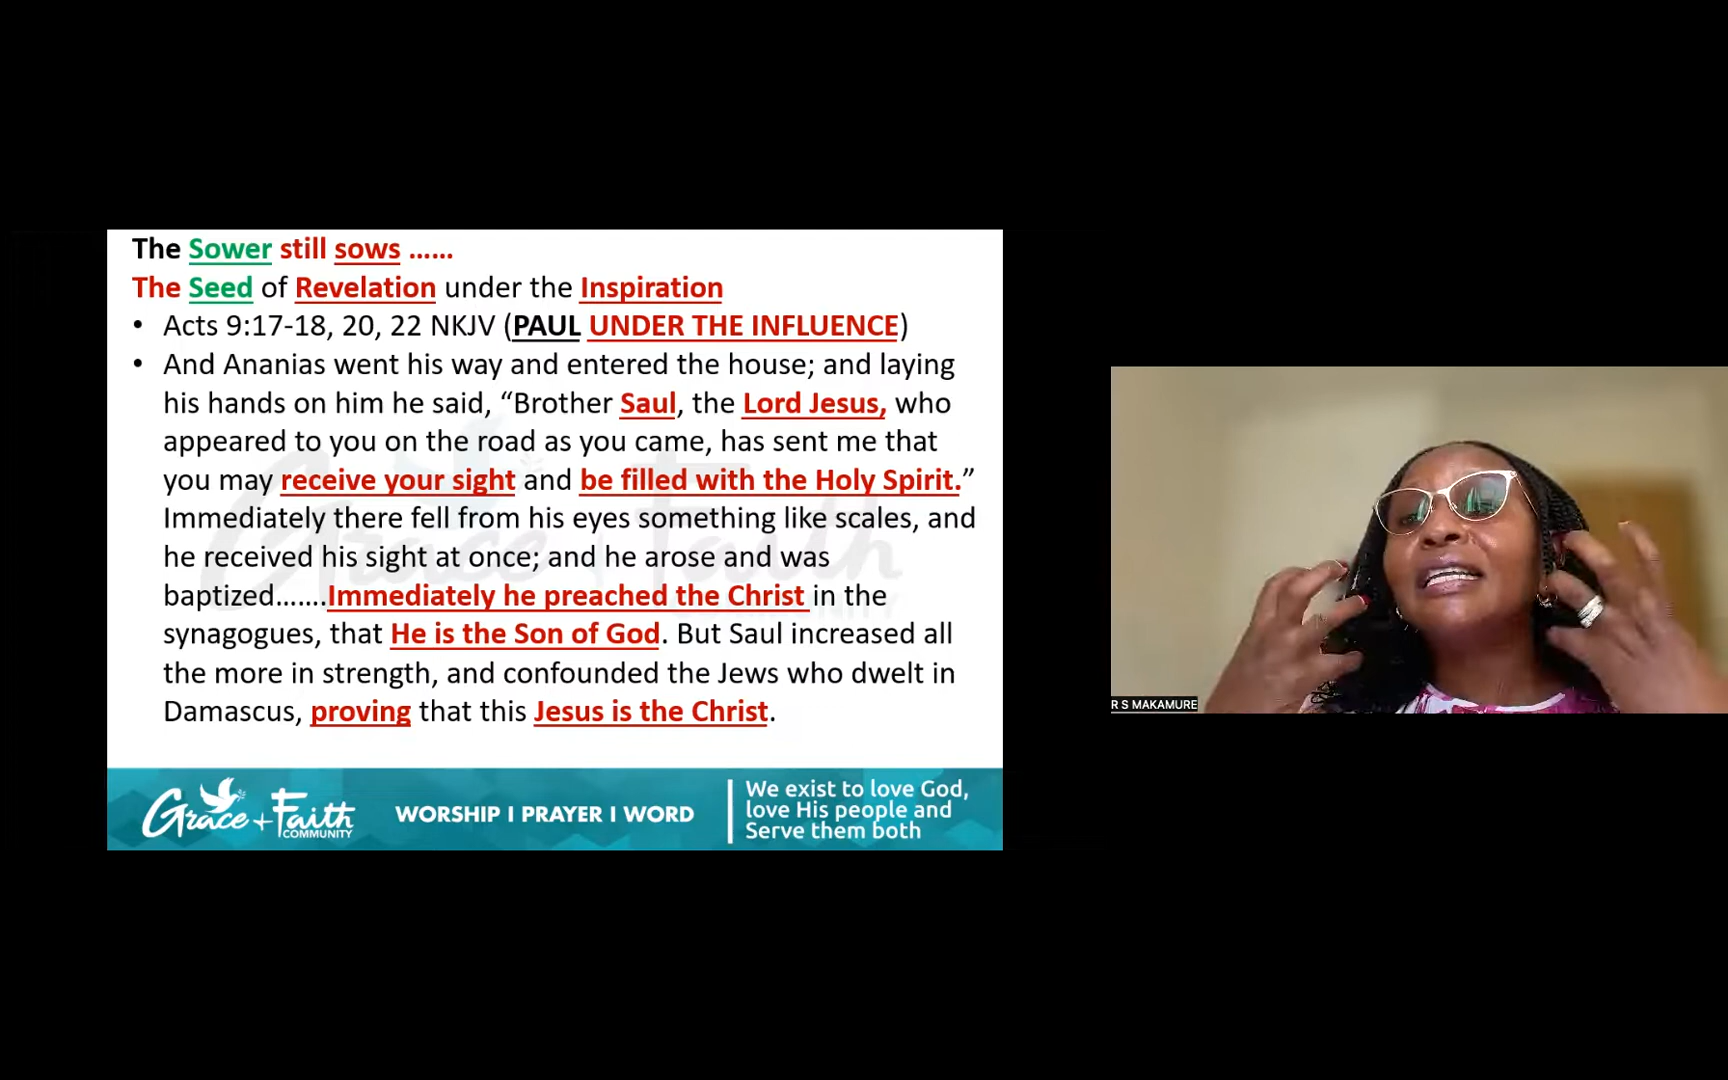 The Sower still sows ......
The Seed of Revelation under the Inspiration
• Acts 9:17-18, 20, 22 NKJV (PAUL UNDER THE INFLUENCE)
• And Ananias went his way and entered the house; and laying
his hands on him he said, “Brother Saul, the Lord Jesus, who
appeared to you on the road as you came, has sent me that
you may receive your sight and be filled with the Holy Spirit.”
Immediately there fell from his eyes something like scales, and
he received his sight at once; and he arose and was
baptized.......Immediately he preached the Christ in the
synagogues, that He is the Son of God. But Saul increased all
the more in strength, and confounded the Jews who dwelt in
Damascus, proving that this Jesus is the Christ.
Grace + Faith
COMMUNITY
WORSHIP I PRAYER I WORD
We exist to love God,
love His people and
Serve them both
R S MAKAMURE